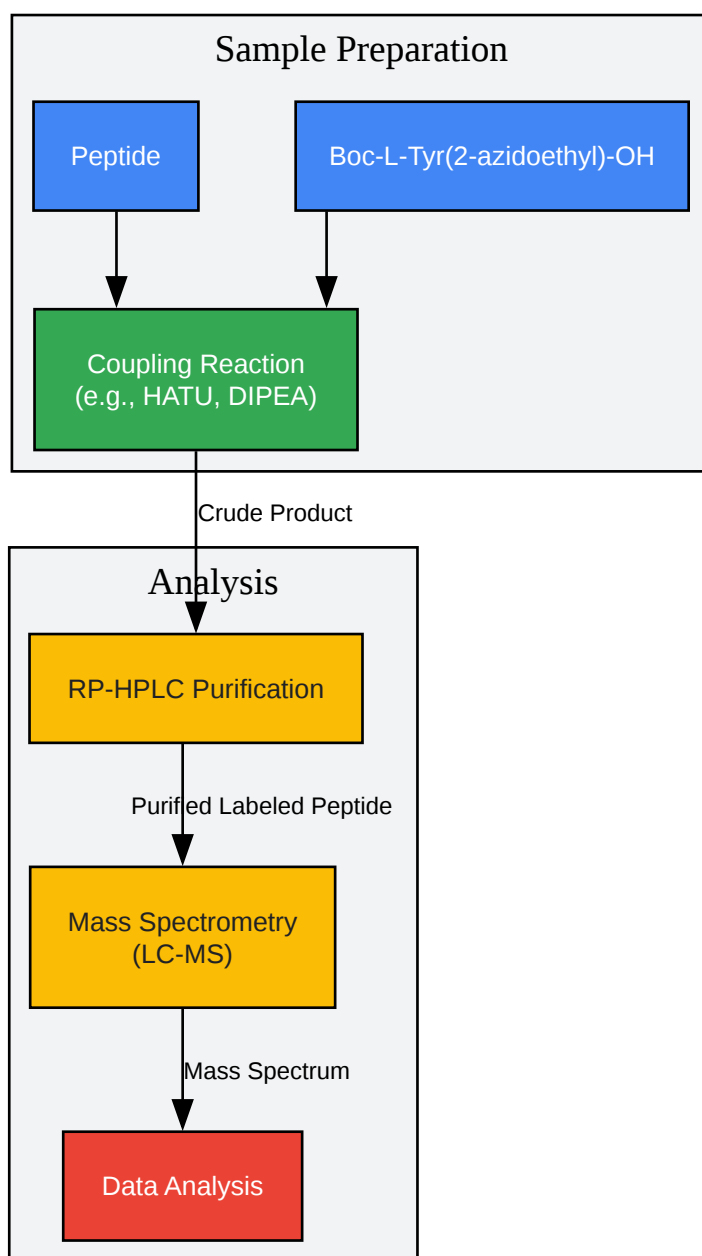 Sample Preparation
Peptide
Boc-L-Tyr(2-azidoethyl)-OH
Coupling Reaction
(e.g., HATU, DIPEA)
Crude Product
Analysis
RP-HPLC Purification
Purified Labeled Peptide
Mass Spectrometry
(LC-MS)
Mass Spectrum
Data Analysis